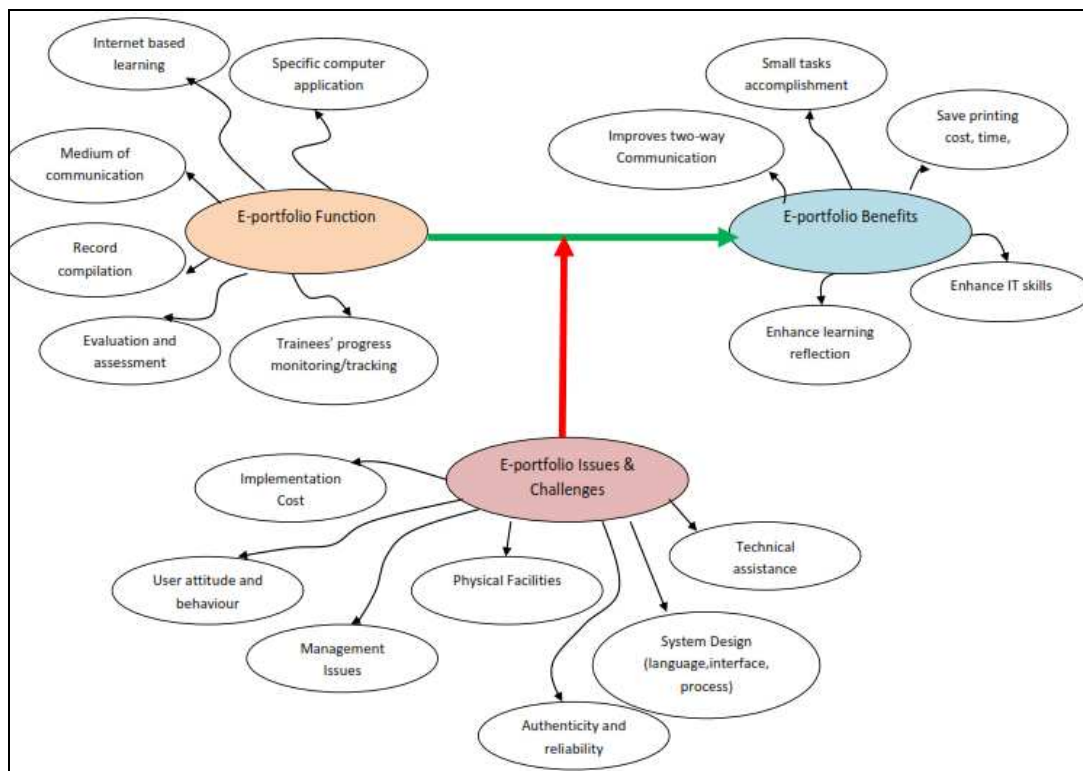 Internet based
learning
Specific computer
application
Medium of
communication
E-portfolio Function
Record
compilation
Evaluation and
assessment
Trainees' progress
monitoring/tracking
Small tasks
accomplishment
Save printing
cost, time,
Improves two-way
Communication
E-portfolio Benefits
Enhance IT skills
Enhance learning
reflection
E-portfolio Issues &
Challenges
Implementation
Cost
Technical
assistance
User attitude and
behaviour
Physical Facilities
Management
Issues
System Design
(language,interface,
process)
Authenticity and
reliability